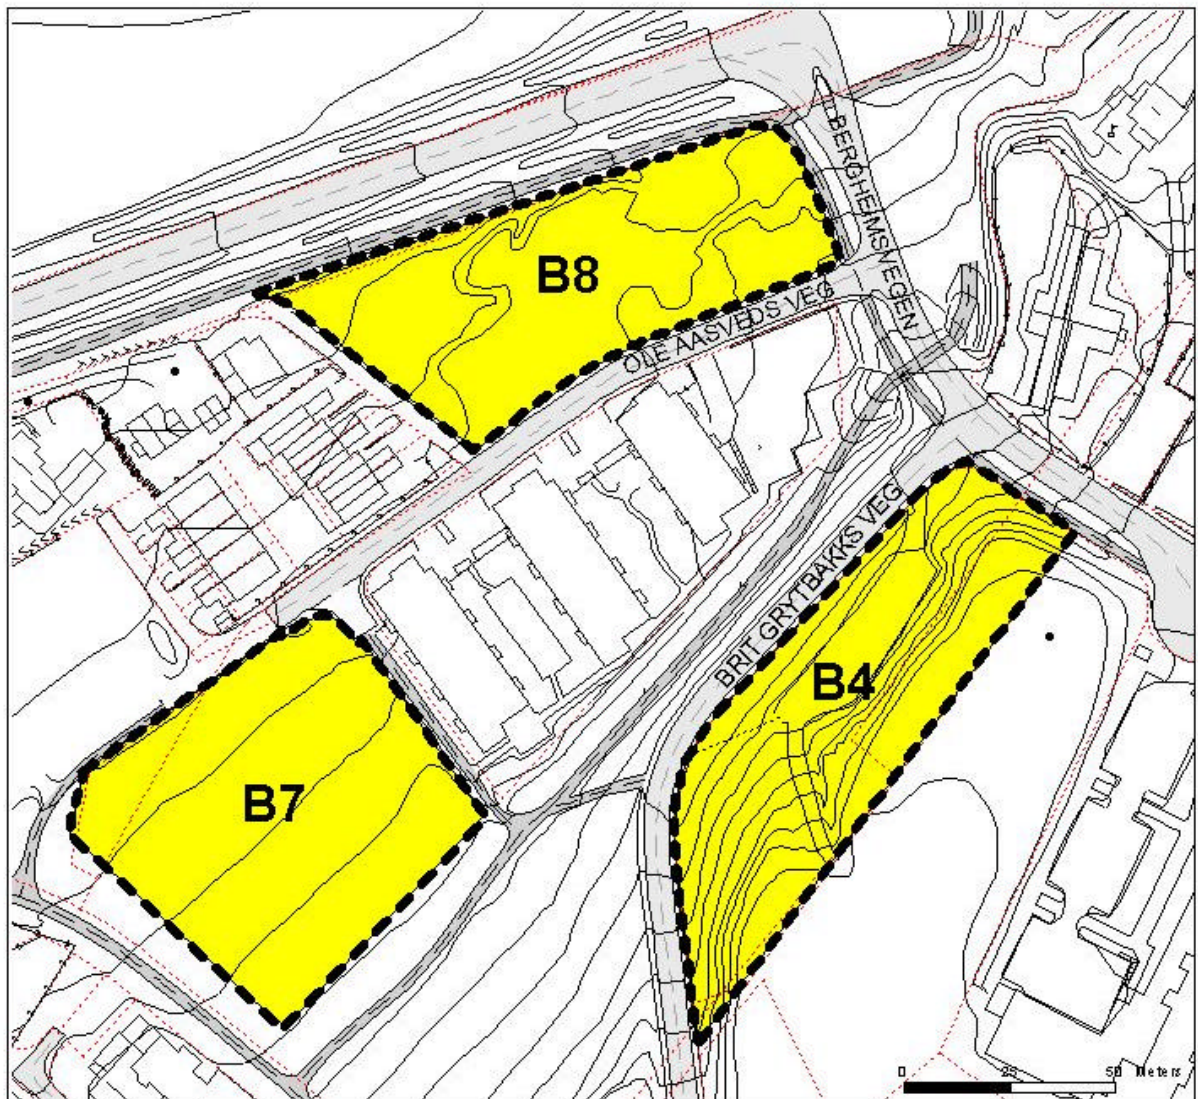 BERGHEIMSVEGEN
B8
OLE AASVEDS VEG
BRIT GRYTBAKKS VEG
B4
B7
0 25 50 Meters